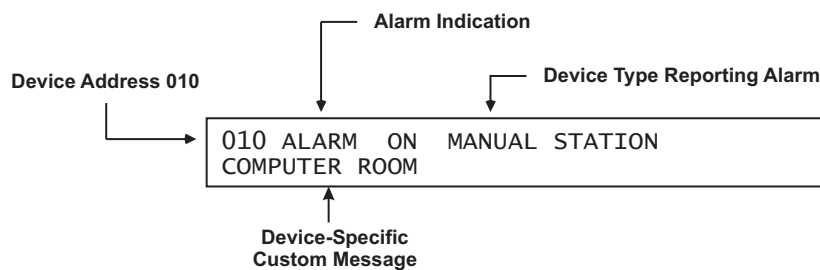 Alarm Indication
Device Address 010
Device Type Reporting Alarm
010 ALARM ON MANUAL STATION
COMPUTER ROOM
Device-Specific
Custom Message